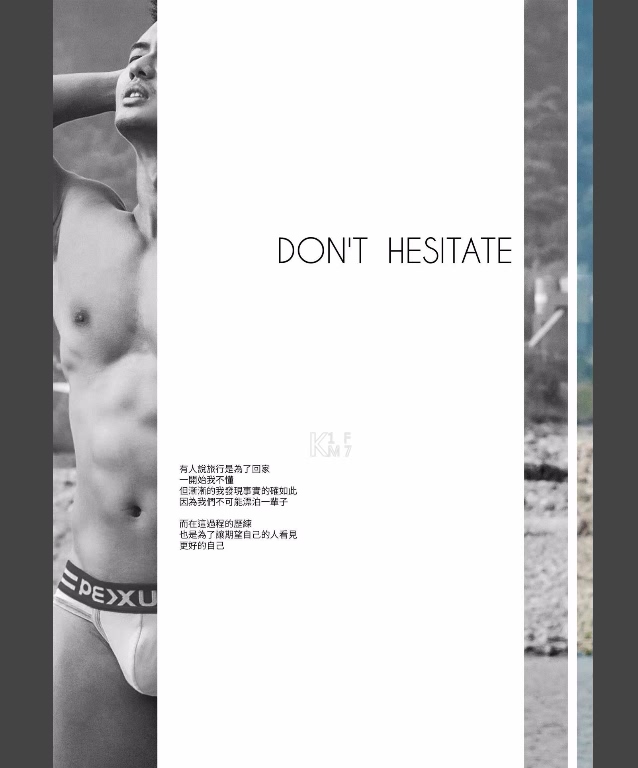 DON'T HESITATE
K1F
M7
有人說旅行是為了回家
一開始我不懂
但漸漸的我發現事實的確如此
因為我們不可能漂泊一輩子
而在這過程的歷練
也是為了讓期望自己的人看見
更好的自己
PEXXU